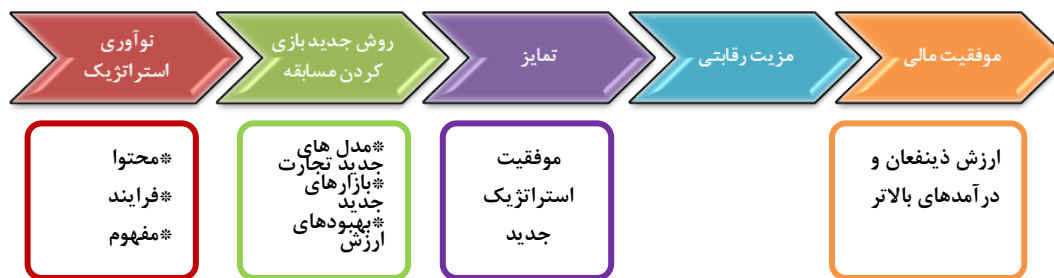 نوآوری
استراتژیک
روش جدید بازی
کردن مسابقه
تمایز
مزیت رقابتی
موفقیت مالی
*محتوا
*فرایند
*مفهوم
*مدل های
جدید تجارت
*بازارهای
جدید
*بهبودهای
ارزش
موفقیت
استراتژیک
جدید
ارزش ذینفعان و
درآمدهای بالاتر